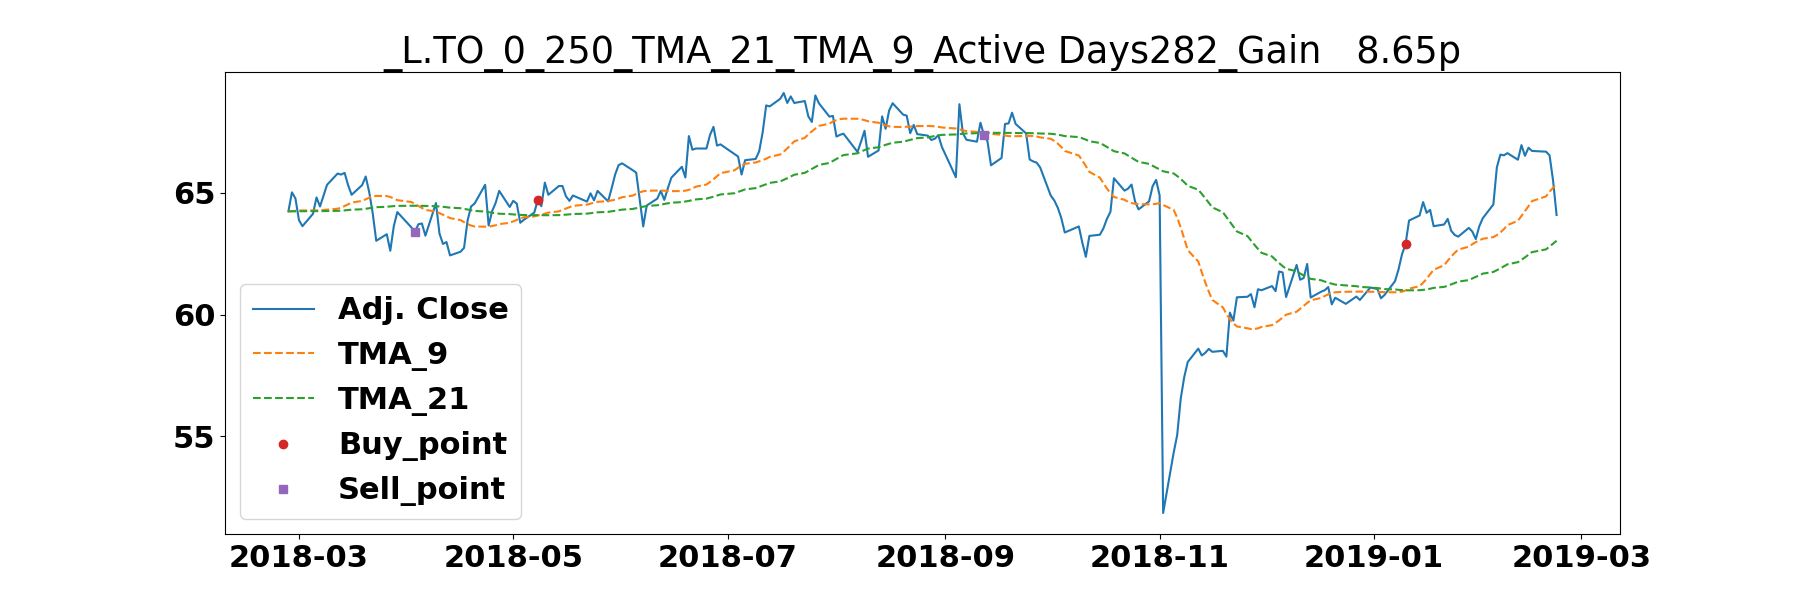 _L.TO_0_250_TMA_21_TMA_9_Active Days282_Gain   8.65p
65
60
55
Adj. Close
TMA_9
TMA_21
Buy_point
Sell_point
2018-03 2018-05 2018-07 2018-09 2018-11 2019-01 2019-03